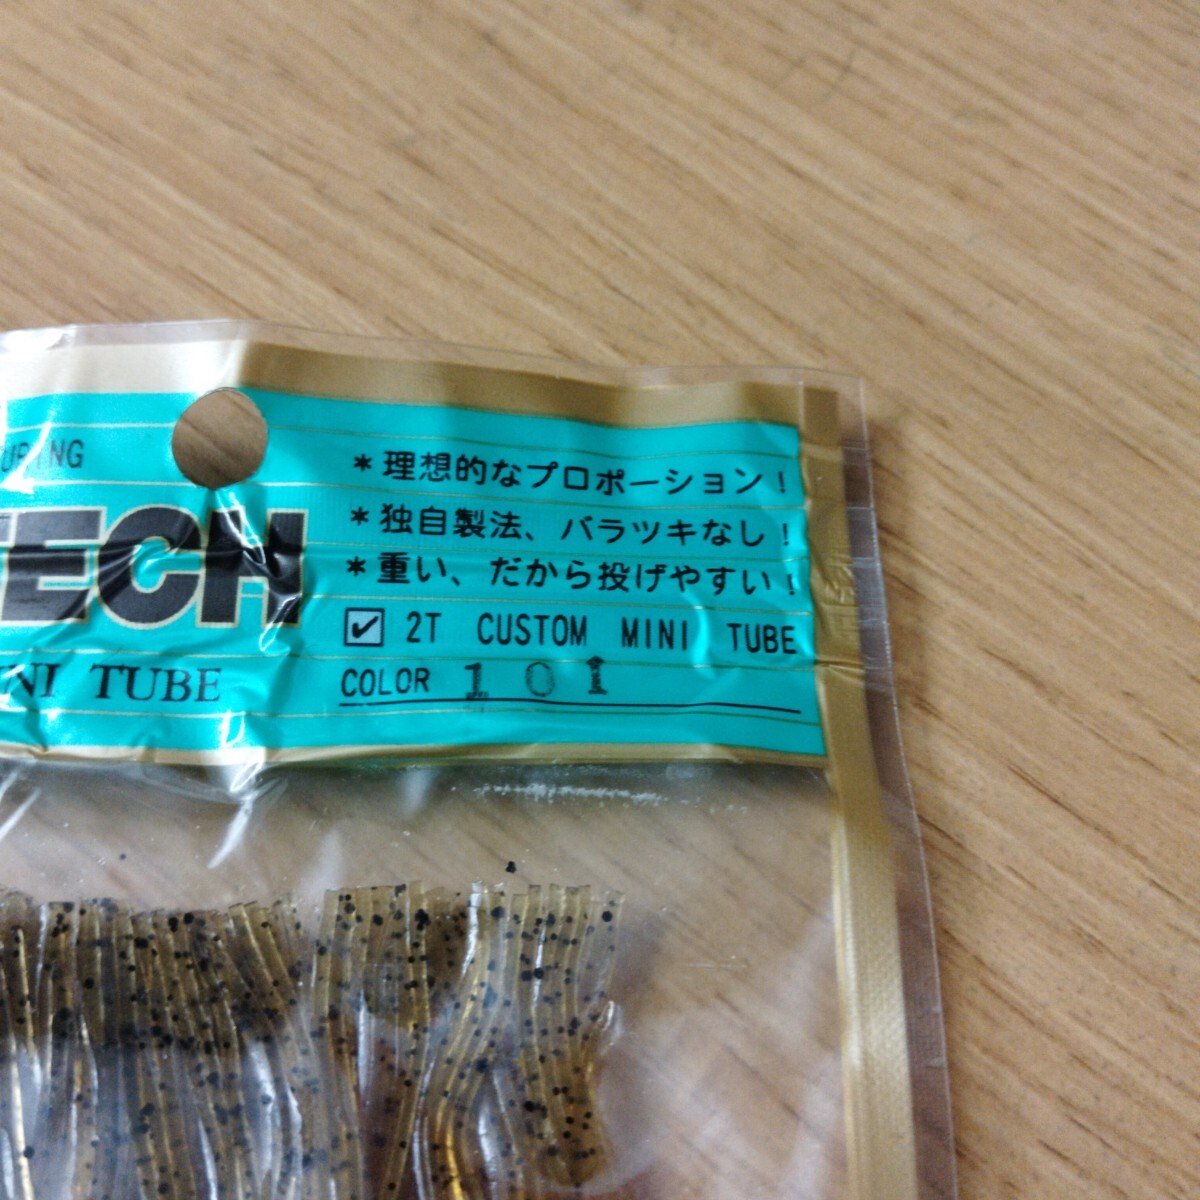 URING
TECH
NI TUBE
*理想的なプロポーション!
*独自製法、バラツキなし!
*重い、だから投げやすい!
☑ 2T CUSTOM MINI TUBE
COLOR 101